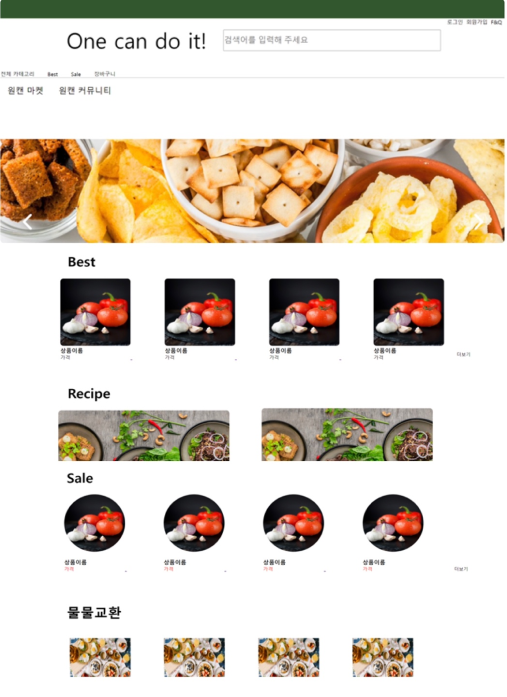 로그인 회원가입 F&Q
One can do it!
검색어를 입력해 주세요
전체 카테고리 Best Sale 장바구니
원캔 마켓 원캔 커뮤니티
Best
상품이름 상품이름 상품이름 상품이름
가격 가격 가격 가격 더보기
Recipe
Sale
상품이름 상품이름 상품이름 상품이름
가격 가격 가격 가격 더보기
물물교환